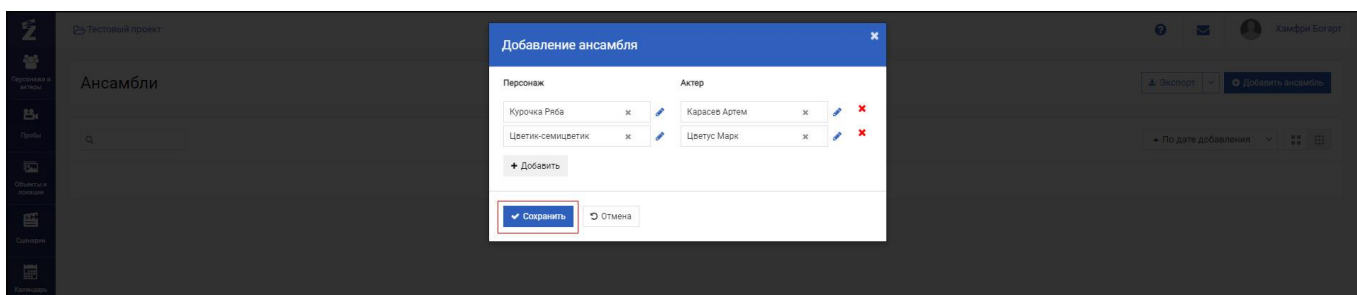 Z
Тестовый проект
Хамфри Богарт
Персонажи и актеры
Ансамбли
Экспорт
Добавить ансамбль
Пробы
По дате добавления
Объекты и локации
Сценарии
Календарь
Добавление ансамбля
Персонаж Актер
Курочка Ряба Карасев Артем
Цветик-семицветик Цветус Марк
Добавить
Сохранить Отмена